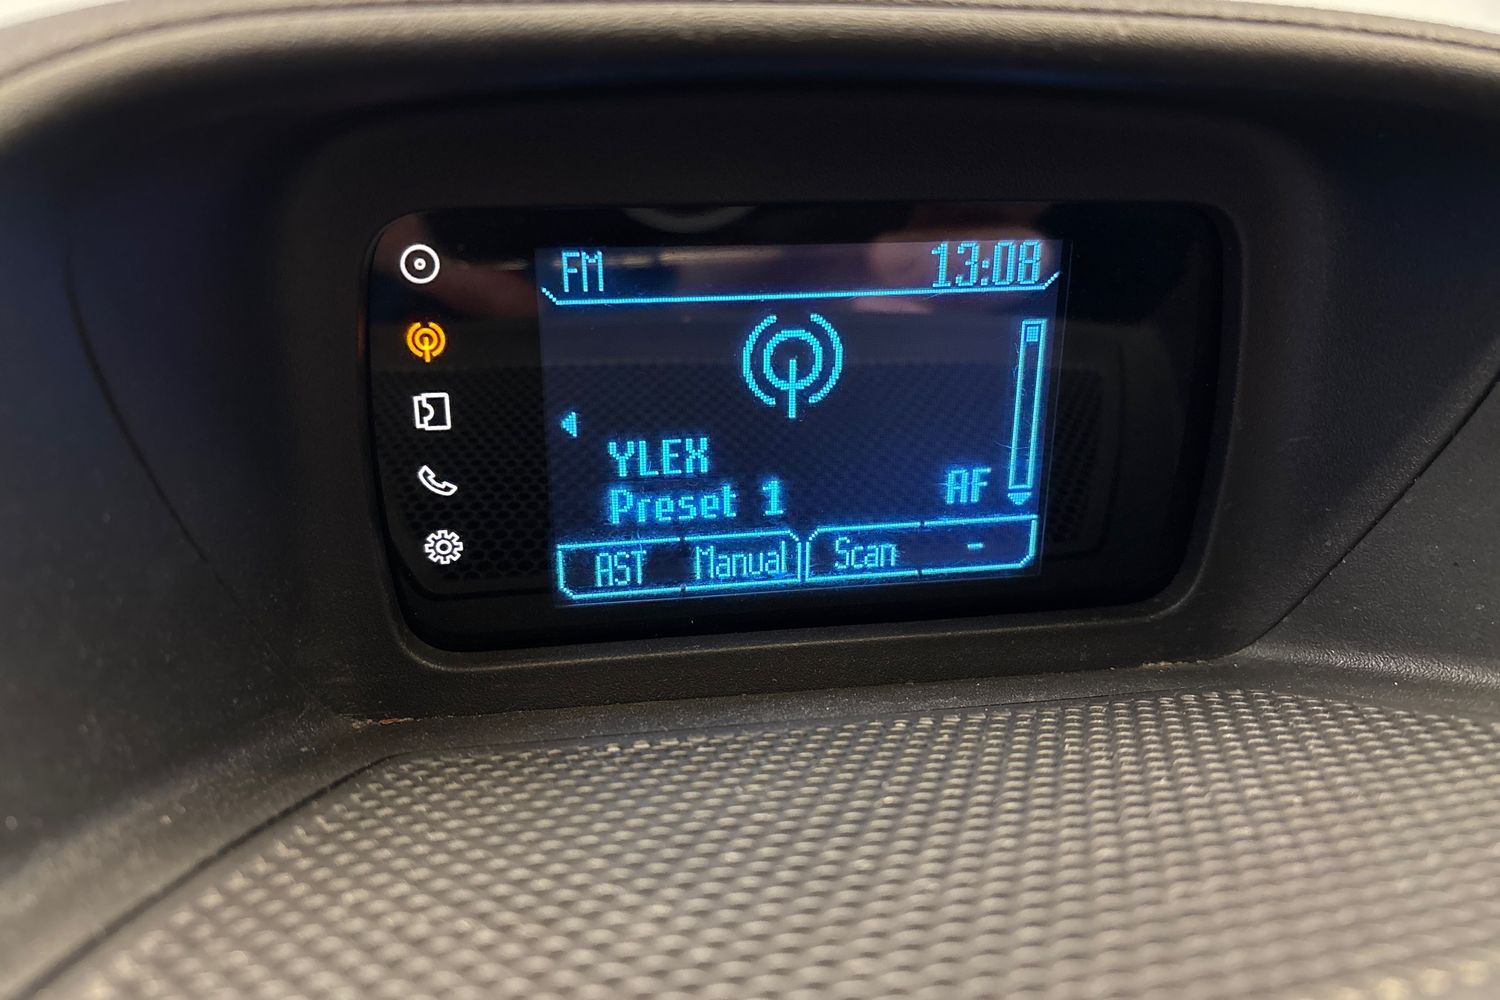 FM 13:08
YLEX
Preset 1 AF
AST Manual Scan -